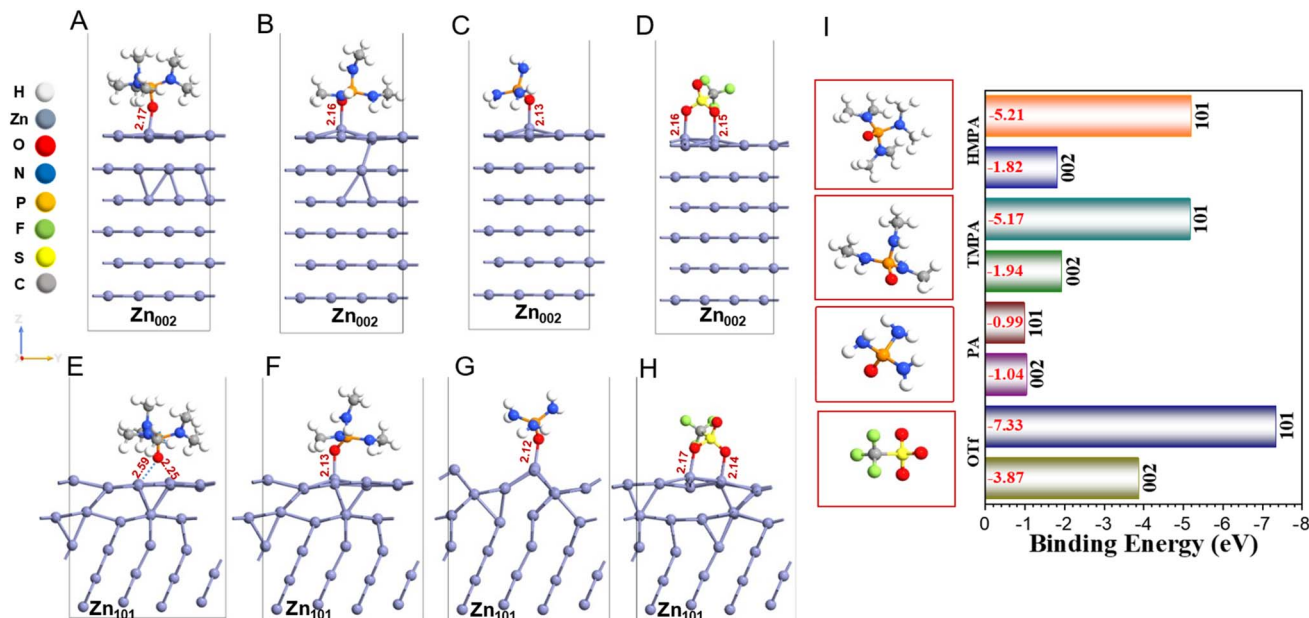 A
B
C
D
I
H
Zn
O
N
P
F
S
C
Z
X
Y
2.17
2.16
2.13
2.16
2.15
Zn002
Zn002
Zn002
Zn002
E
F
G
H
2.59
2.25
2.13
2.12
2.17
2.14
Zn101
Zn101
Zn101
HMPA
-5.21
101
-1.82
002
TMPA
-5.17
101
-1.94
002
PA
-0.99
101
-1.04
002
OTf
-7.33
101
-3.87
002
0 -1 -2 -3 -4 -5 -6 -7 -8
Binding Energy (eV)